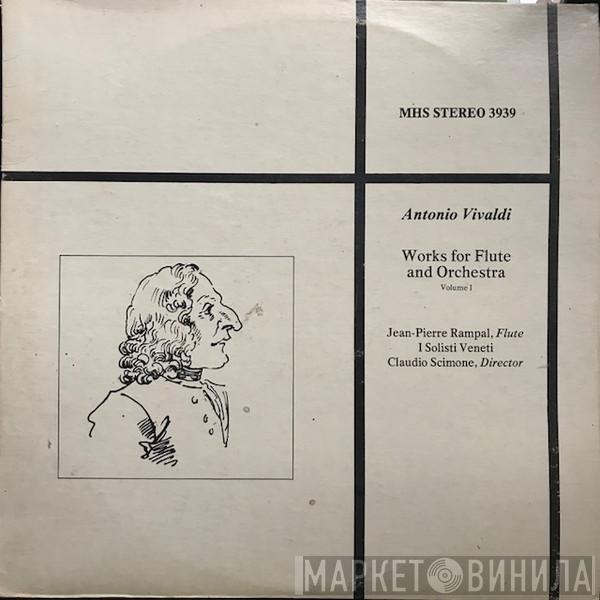 MHS STEREO 3939
Antonio Vivaldi
Works for Flute
and Orchestra
Volume I
Jean-Pierre Rampal, Flute
I Solisti Veneti
Claudio Scimone, Director
МАРКЕТ ВИНИЛА